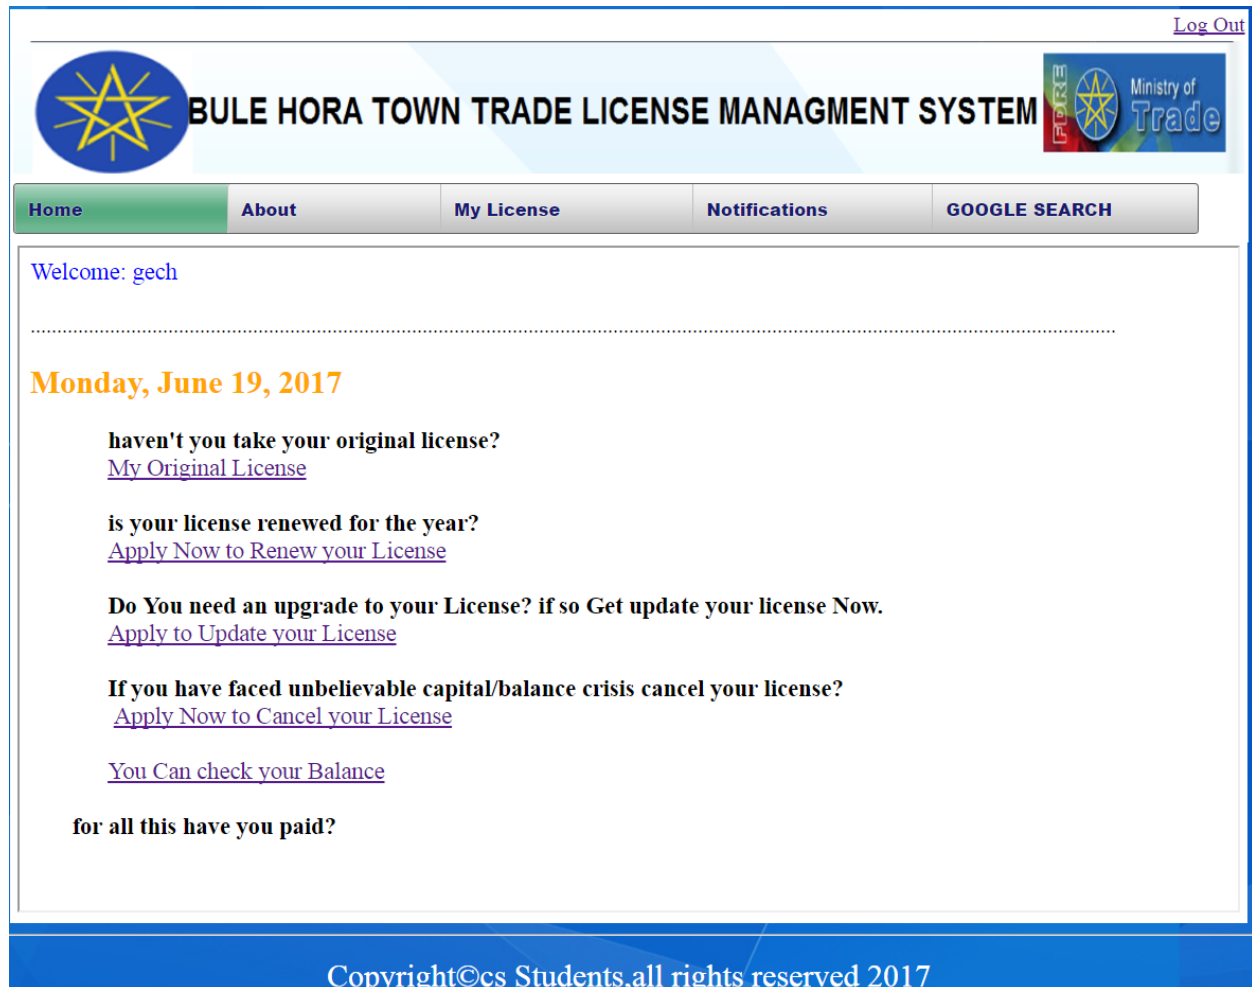 Log Out
BULE HORA TOWN TRADE LICENSE MANAGMENT SYSTEM
FDRE
Ministry of
Trade
Home About My License Notifications GOOGLE SEARCH
Welcome: gech
Monday, June 19, 2017
haven't you take your original license?
My Original License
is your license renewed for the year?
Apply Now to Renew your License
Do You need an upgrade to your License? if so Get update your license Now.
Apply to Update your License
If you have faced unbelievable capital/balance crisis cancel your license?
Apply Now to Cancel your License
You Can check your Balance
for all this have you paid?
Copyright©cs Students,all rights reserved 2017